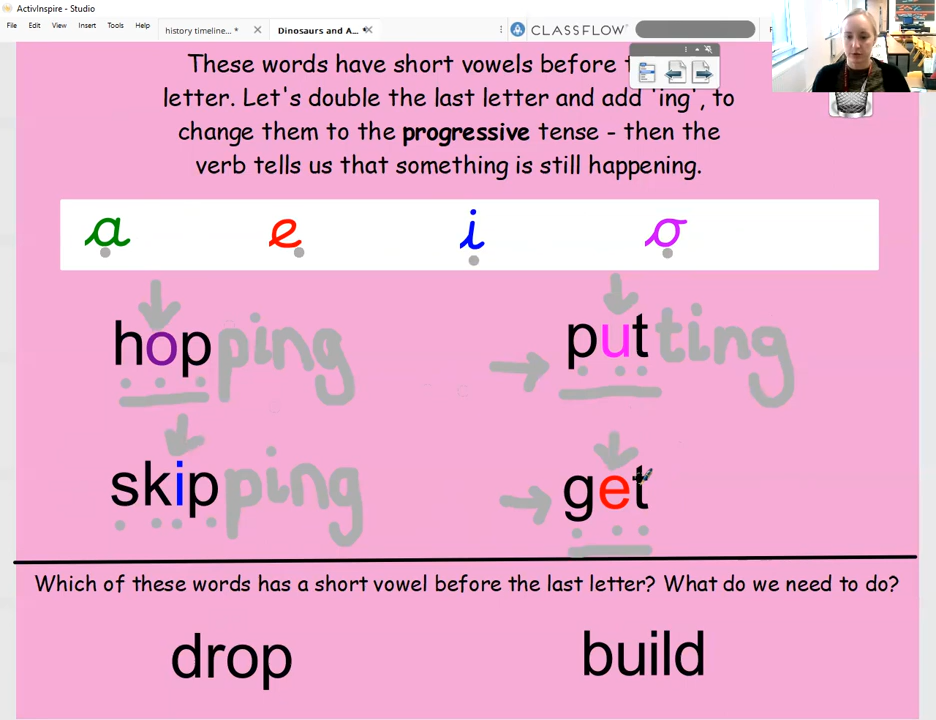 ActivInspire - Studio
File Edit View Insert Tools Help
history timeline... *
Dinosaurs and A...
CLASSFLOW
These words have short vowels before
letter. Let's double the last letter and add 'ing', to
change them to the progressive tense - then the
verb tells us that something is still happening.
a e i o
hopping putting
skipping get
Which of these words has a short vowel before the last letter? What do we need to do?
drop build